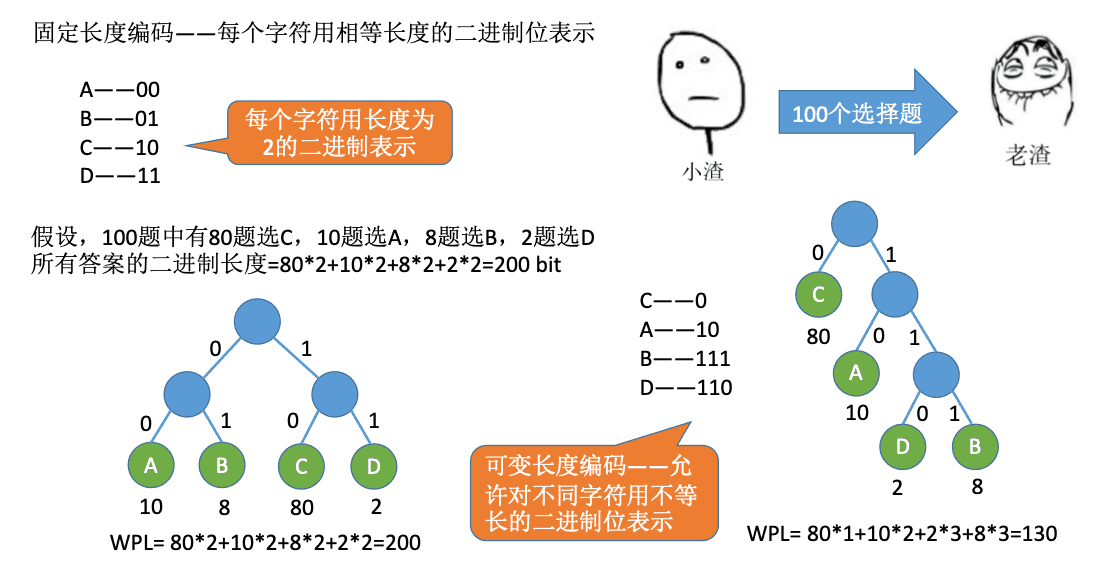 固定长度编码——每个字符用相等长度的二进制位表示
A——00
B——01
C——10
D——11
每个字符用长度为
2的二进制表示
小渣
100个选择题
老渣
假设，100题中有80题选C，10题选A，8题选B，2题选D
所有答案的二进制长度=80*2+10*2+8*2+2*2=200 bit
0
1
0
1
0
1
A
B
C
D
10
8
80
2
WPL= 80*2+10*2+8*2+2*2=200
C——0
A——10
B——111
D——110
可变长度编码——允
许对不同字符用不等
长的二进制位表示
0
1
C
80
0
1
A
10
0
1
D
B
2
8
WPL= 80*1+10*2+2*3+8*3=130